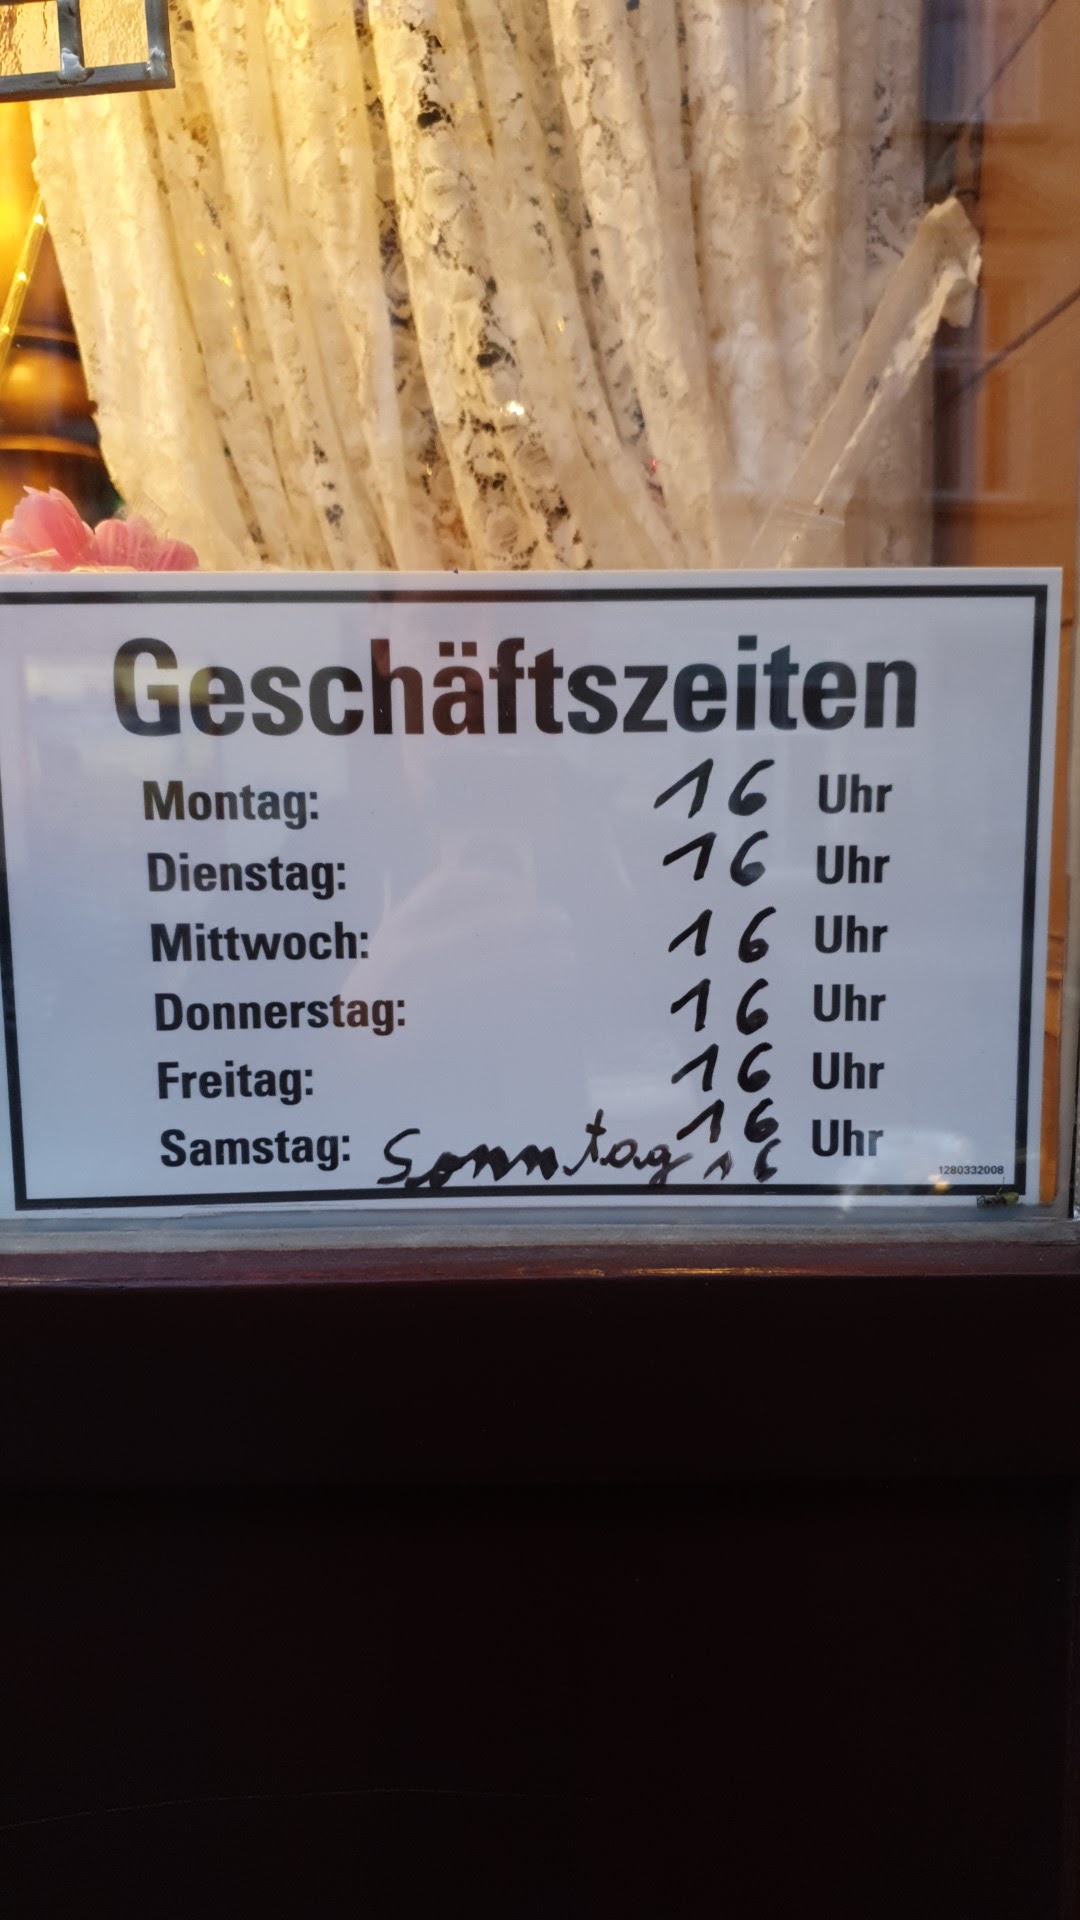 Geschäftszeiten
Montag: 16 Uhr
Dienstag: 16 Uhr
Mittwoch: 16 Uhr
Donnerstag: 16 Uhr
Freitag: 16 Uhr
Samstag: 16 Uhr
Sonntag 16
1280332008